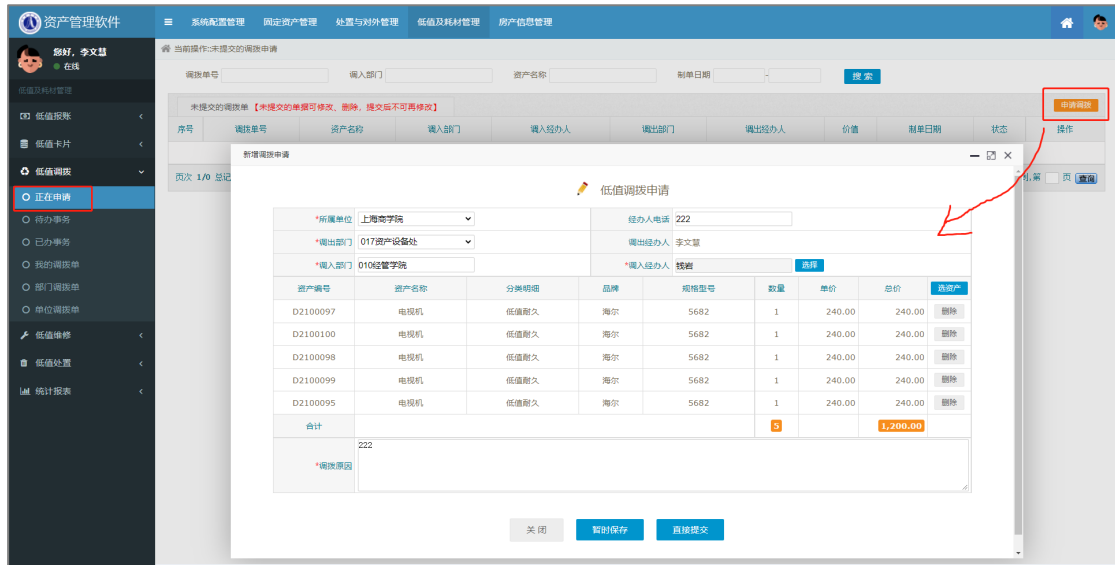 资产管理软件
系统配置管理 固定资产管理 处置与对外管理 低值及耗材管理 房产信息管理
您好，李文慧
在线
当前操作::未提交的调拨申请
调拨单号 调入部门 资产名称 制单日期 - 搜 索
低值及耗材管理
未提交的调拨单【未提交的单据可修改、删除，提交后不可再修改】 申请调拨
低值报账
序号 调拨单号 资产名称 调入部门 调入经办人 调出部门 调出经办人 价值 制单日期 状态 操作
低值卡片
低值调拨
正在申请
待办事务
已办事务
我的调拨单
部门调拨单
单位调拨单
低值维修
低值处置
统计报表
页次 1/0 总记
第 页 查询
新增调拨申请
低值调拨申请
*所属单位 上海商学院 经办人电话 222
*调出部门 017资产设备处 调出经办人 李文慧
*调入部门 010经管学院 *调入经办人 钱岩 选择
资产编号 资产名称 分类明细 品牌 规格型号 数量 单价 总价 选资产
D2100097 电视机 低值耐久 海尔 5682 1 240.00 240.00 删除
D2100100 电视机 低值耐久 海尔 5682 1 240.00 240.00 删除
D2100098 电视机 低值耐久 海尔 5682 1 240.00 240.00 删除
D2100099 电视机 低值耐久 海尔 5682 1 240.00 240.00 删除
D2100095 电视机 低值耐久 海尔 5682 1 240.00 240.00 删除
合计 5 1,200.00
*调拨原因 222
关 闭 暂时保存 直接提交